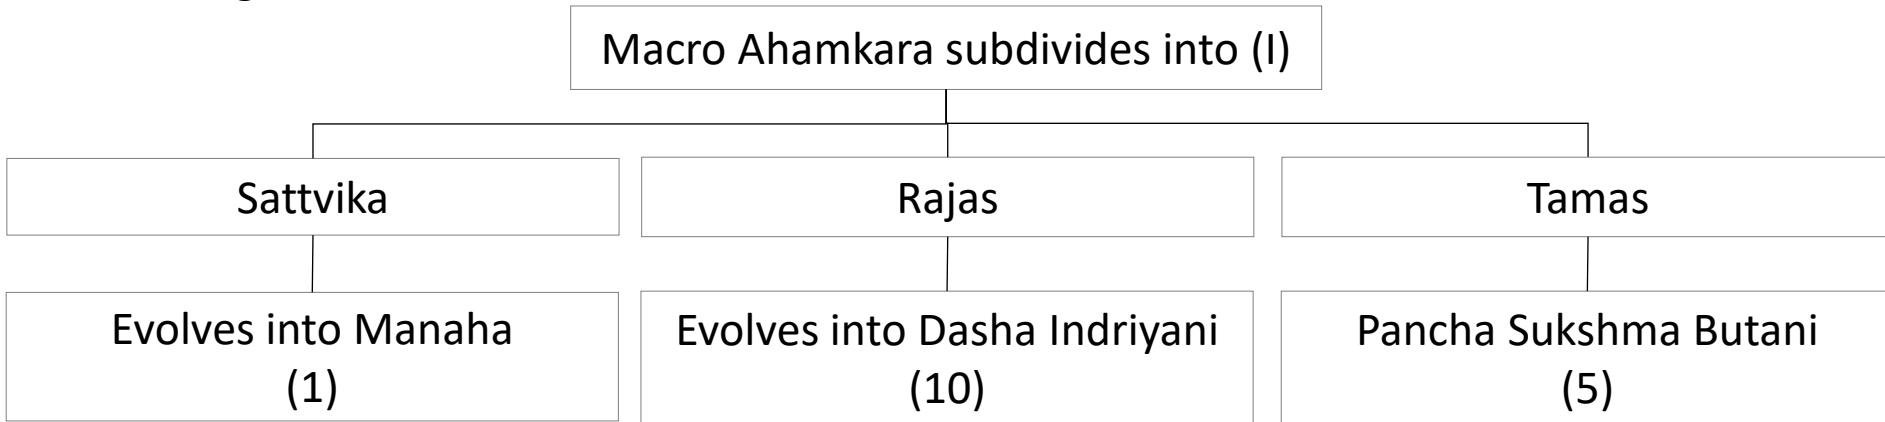 Macro Ahamkara subdivides into (I)
Sattvika
Rajas
Tamas
Evolves into Manaha
(1)
Evolves into Dasha Indriyani
(10)
Pancha Sukshma Butani
(5)